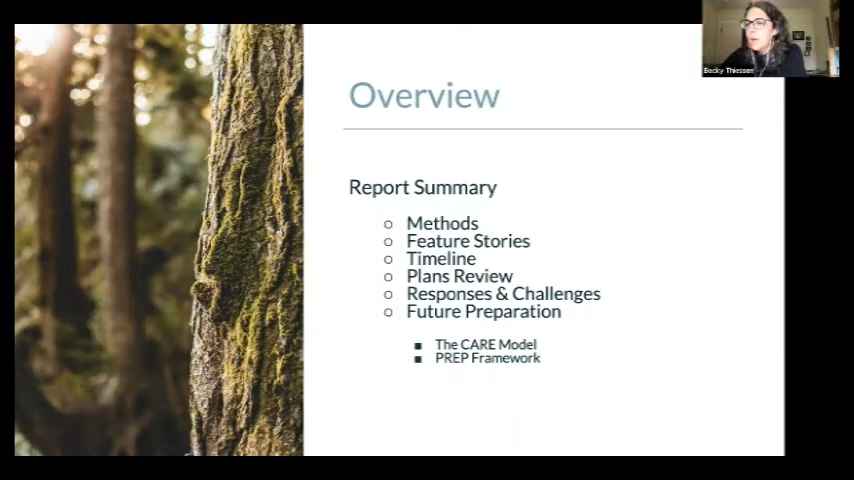 Becky Thiessen
Overview
Report Summary
Methods
Feature Stories
Timeline
Plans Review
Responses & Challenges
Future Preparation
The CARE Model
PREP Framework